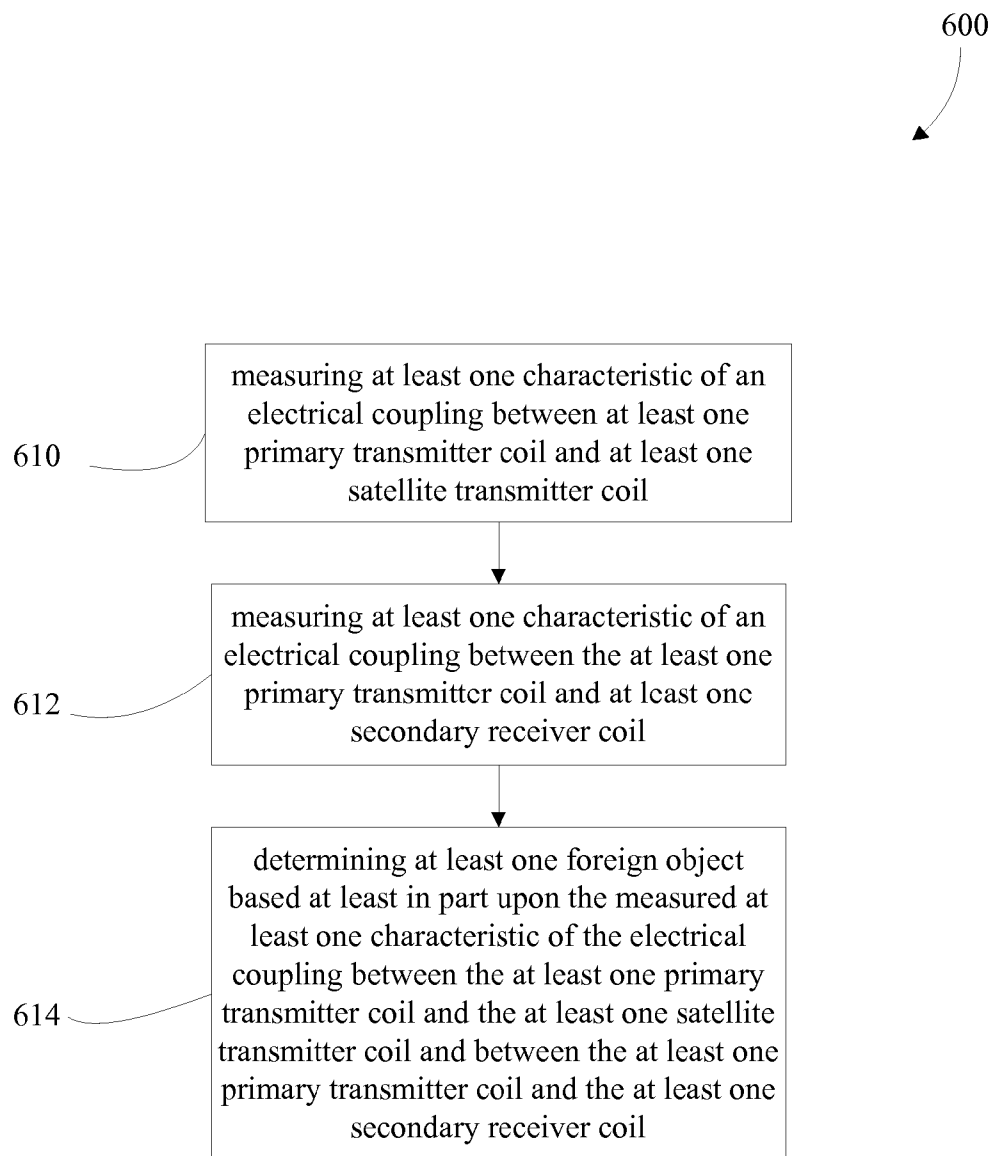 600
measuring at least one characteristic of an
electrical coupling between at least one
primary transmitter coil and at least one
satellite transmitter coil
610
measuring at least one characteristic of an
electrical coupling between the at least one
primary transmitter coil and at least one
secondary receiver coil
612
determining at least one foreign object
based at least in part upon the measured at
least one characteristic of the electrical
coupling between the at least one primary
transmitter coil and the at least one satellite
transmitter coil and between the at least one
primary transmitter coil and the at least one
secondary receiver coil
614